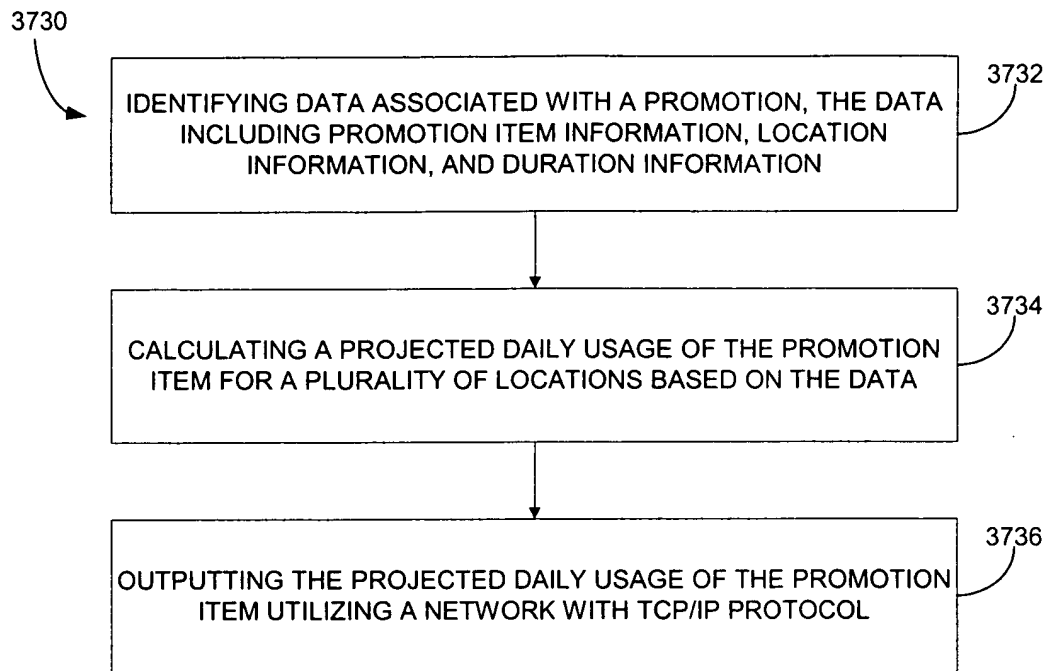 3730
3732
IDENTIFYING DATA ASSOCIATED WITH A PROMOTION, THE DATA
INCLUDING PROMOTION ITEM INFORMATION, LOCATION
INFORMATION, AND DURATION INFORMATION
3734
CALCULATING A PROJECTED DAILY USAGE OF THE PROMOTION
ITEM FOR A PLURALITY OF LOCATIONS BASED ON THE DATA
3736
OUTPUTTING THE PROJECTED DAILY USAGE OF THE PROMOTION
ITEM UTILIZING A NETWORK WITH TCP/IP PROTOCOL